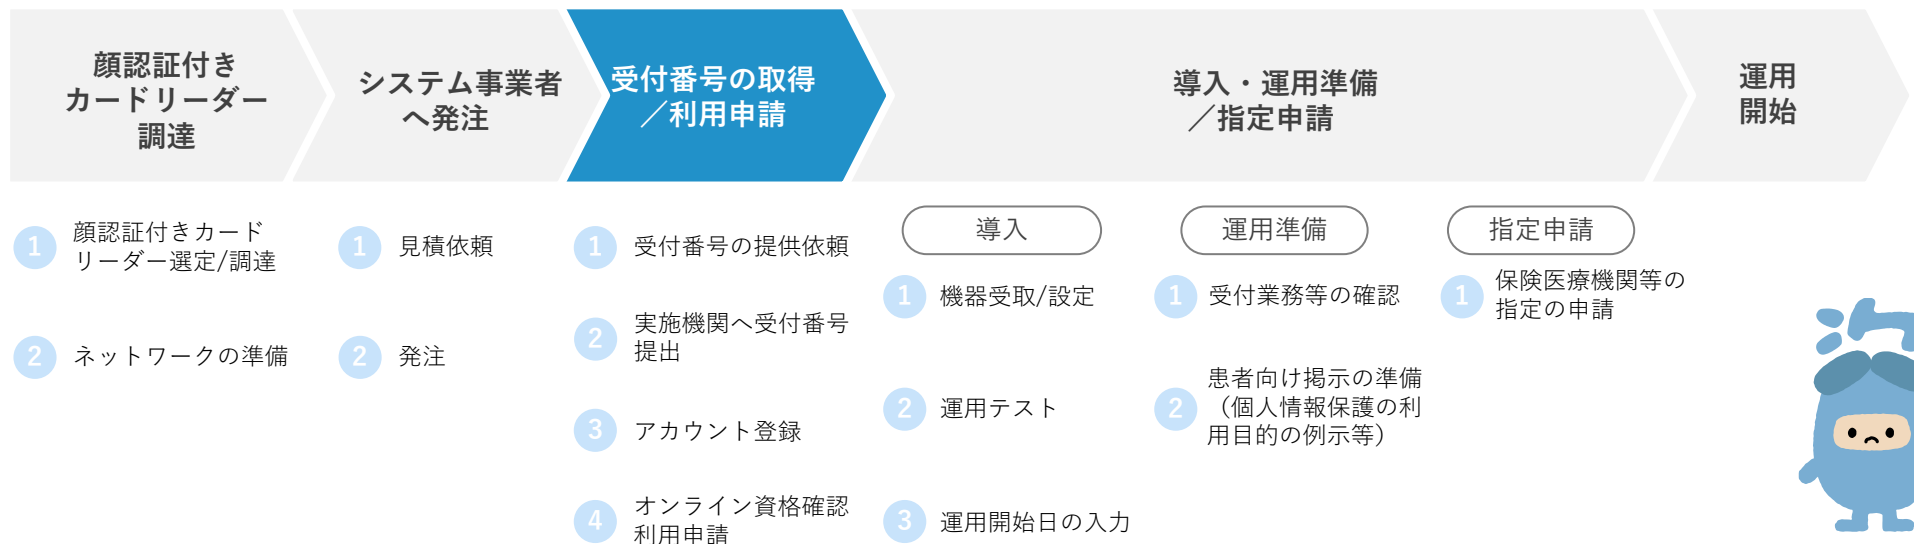 顔認証付き
カードリーダー
調達
システム事業者
へ発注
受付番号の取得
／利用申請
導入・運用準備
／指定申請
運用
開始
1
顔認証付きカード
リーダー選定/調達
2
ネットワークの準備
1
見積依頼
2
発注
1
受付番号の提供依頼
2
実施機関へ受付番号
提出
3
アカウント登録
4
オンライン資格確認
利用申請
導入
1
機器受取/設定
2
運用テスト
3
運用開始日の入力
運用準備
1
受付業務等の確認
2
患者向け掲示の準備
（個人情報保護の利
用目的の例示等）
指定申請
1
保険医療機関等の
指定の申請